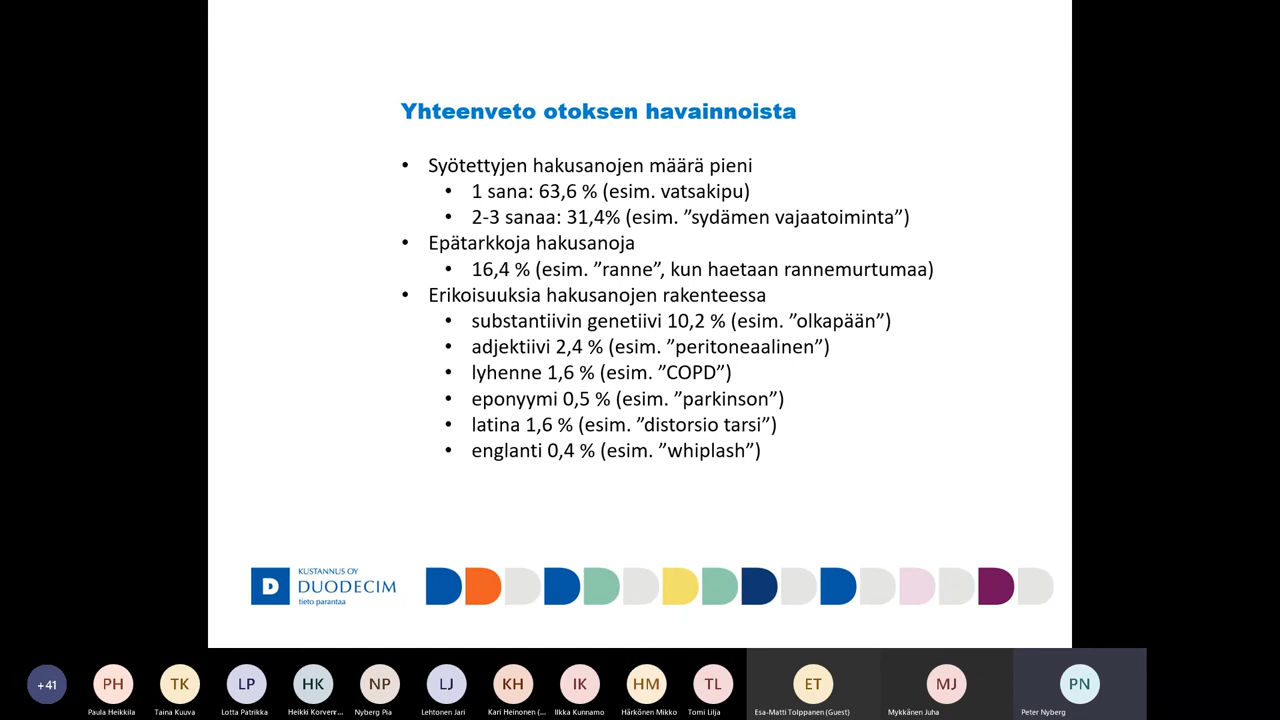 Yhteenveto otoksen havainnoista
• Syötettyjen hakusanojen määrä pieni
• 1 sana: 63,6 % (esim. vatsakipu)
• 2-3 sanaa: 31,4% (esim. ”sydämen vajaatoiminta”)
• Epätarkkoja hakusanoja
• 16,4 % (esim. ”ranne”, kun haetaan rannemurtumaa)
• Erikoisuuksia hakusanojen rakenteessa
• substantiivin genetiivi 10,2 % (esim. ”olkapään”)
• adjektiivi 2,4 % (esim. ”peritoneaalinen”)
• lyhenne 1,6 % (esim. ”COPD”)
• eponyymi 0,5 % (esim. ”parkinson”)
• latina 1,6 % (esim. ”distorsio tarsi”)
• englanti 0,4 % (esim. ”whiplash”)
D
KUSTANNUS OY
DUODECIM
tieto parantaa
+41 PH TK LP HK NP LJ KH IK HM TL ET MJ PN
Paula Heikkila Taina Kuuva Lotta Patrikka Heikki Korvenr... Nyberg Pia Lehtonen Jari Kari Heinonen (... Ilkka Kunnamo Härkönen Mikko Tomi Lilja Esa-Matti Tolppanen (Guest) Mykkänen Juha Peter Nyberg